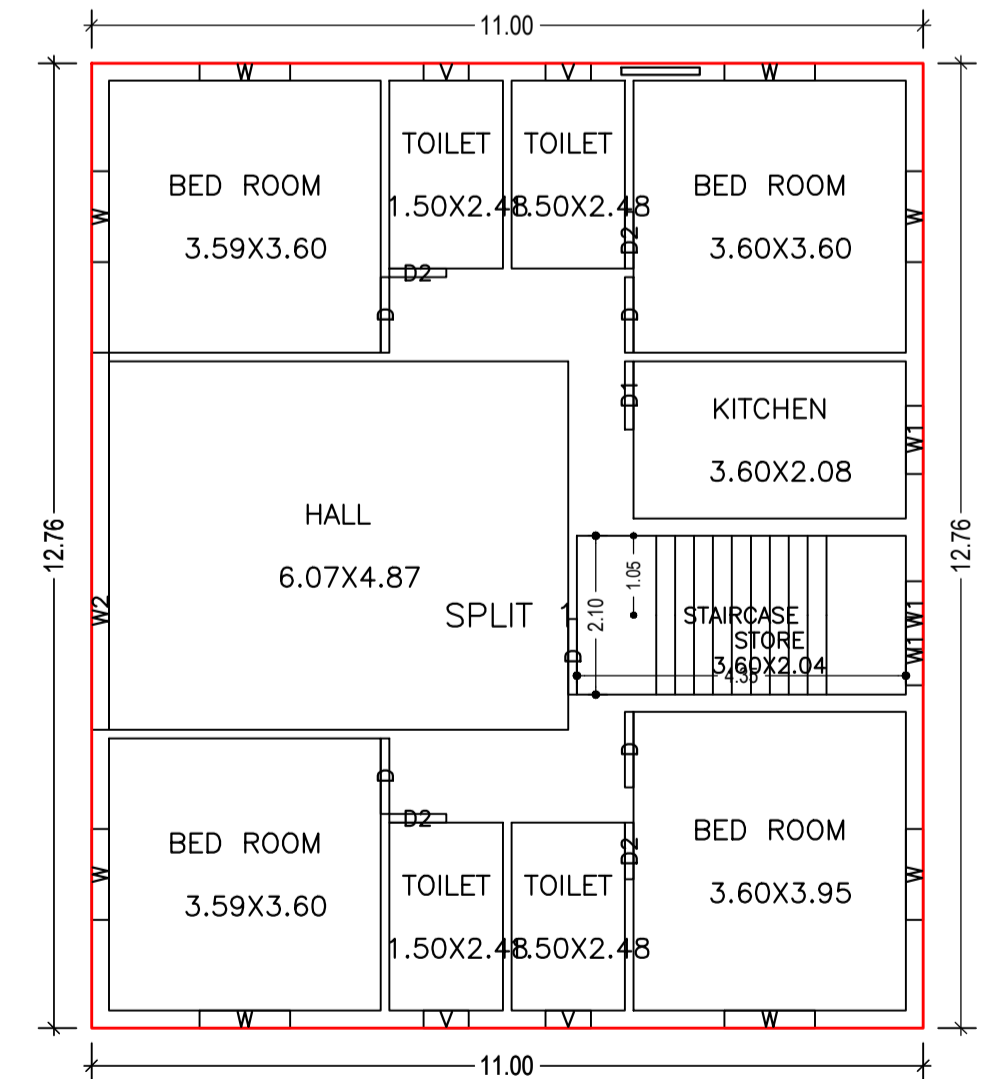 11.00
W
V
V
W
TOILET
TOILET
BED ROOM
BED ROOM
1.50X2.48
1.50X2.48
W
W
D2
3.59X3.60
3.60X3.60
D2
D
D
D1
KITCHEN
W1
3.60X2.08
HALL
12.76
12.76
1.05
6.07X4.87
W2
SPLIT 1
2.10
STAIRCASE
W1
STORE
W1
D
3.60X2.04
4.35
D
D
D2
BED ROOM
BED ROOM
D2
W
W
TOILET
TOILET
3.59X3.60
3.60X3.95
1.50X2.48
1.50X2.48
W
V
V
W
11.00